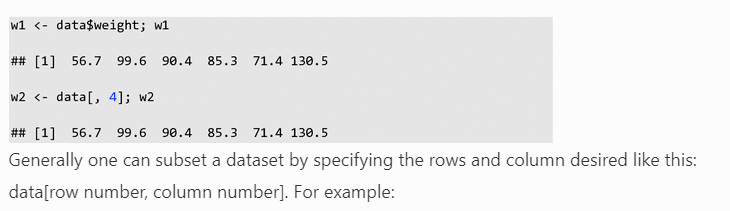 w1 <- data$weight; w1
## [1]  56.7  99.6  90.4  85.3  71.4 130.5
w2 <- data[, 4]; w2
## [1]  56.7  99.6  90.4  85.3  71.4 130.5
Generally one can subset a dataset by specifying the rows and column desired like this:
data[row number, column number]. For example: